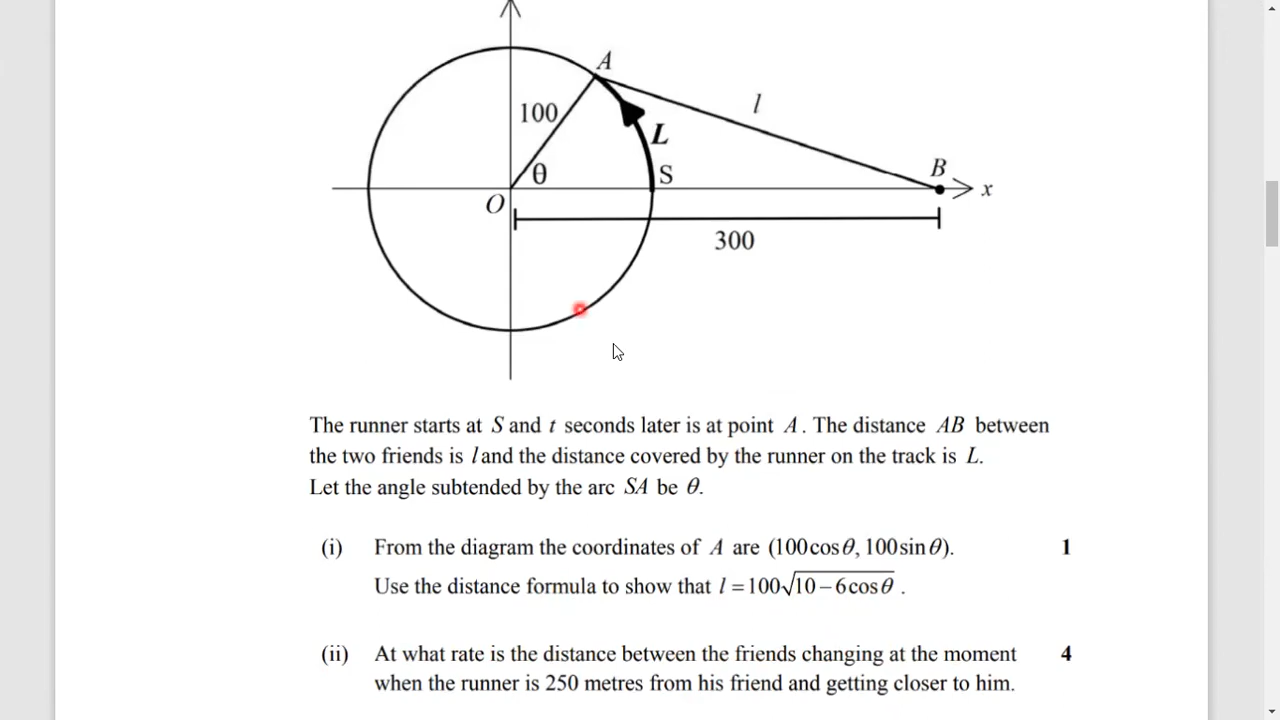 A
100
l
L
θ
S
B
x
O
300
The runner starts at S and t seconds later is at point A. The distance AB between
the two friends is l and the distance covered by the runner on the track is L.
Let the angle subtended by the arc SA be θ.
(i) From the diagram the coordinates of A are (100cosθ, 100sinθ). 1
Use the distance formula to show that l = 100√(10 − 6cosθ) .
(ii) At what rate is the distance between the friends changing at the moment 4
when the runner is 250 metres from his friend and getting closer to him.